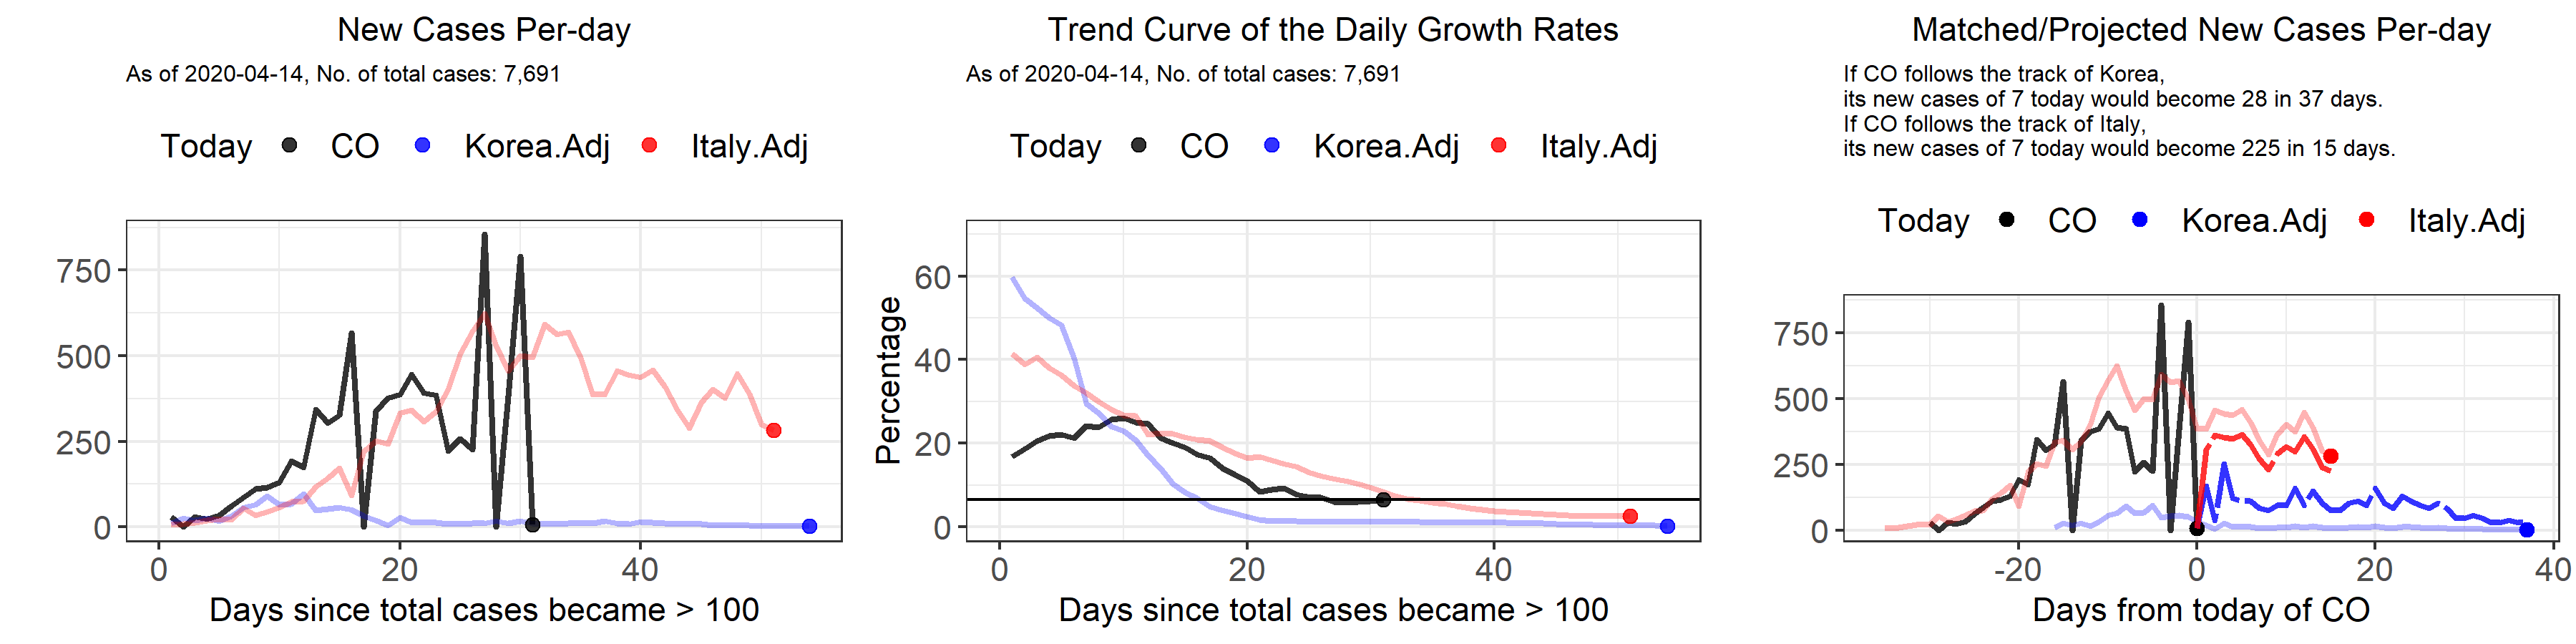 New Cases Per-day
As of 2020-04-14, No. of total cases: 7,691
Today CO Korea.Adj Italy.Adj
750
500
250
0
0 20 40
Days since total cases became > 100
Trend Curve of the Daily Growth Rates
As of 2020-04-14, No. of total cases: 7,691
Today CO Korea.Adj Italy.Adj
Percentage
60
40
20
0
0 20 40
Days since total cases became > 100
Matched/Projected New Cases Per-day
If CO follows the track of Korea,
its new cases of 7 today would become 28 in 37 days.
If CO follows the track of Italy,
its new cases of 7 today would become 225 in 15 days.
Today CO Korea.Adj Italy.Adj
750
500
250
0
-20 0 20 40
Days from today of CO